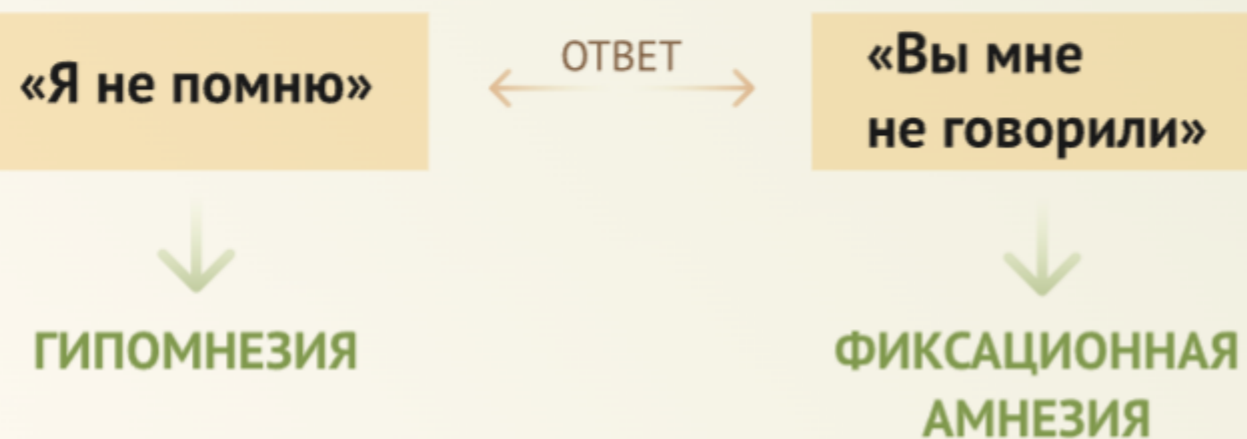 «Я не помню»
ОТВЕТ
«Вы мне
не говорили»
ГИПОМНЕЗИЯ
ФИКСАЦИОННАЯ
АМНЕЗИЯ